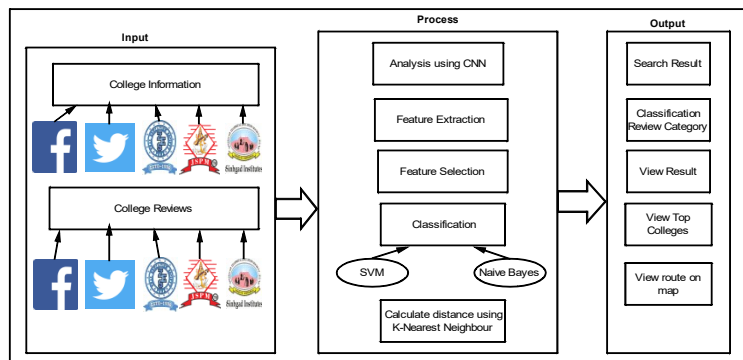 Input
College Information
JSPM
Sinhgad Institutes
College Reviews
JSPM
Sinhgad Institutes
Process
Analysis using CNN
Feature Extraction
Feature Selection
Classification
SVM
Naive Bayes
Calculate distance using
K-Nearest Neighbour
Output
Search Result
Classification
Review Category
View Result
View Top
Colleges
View route on
map